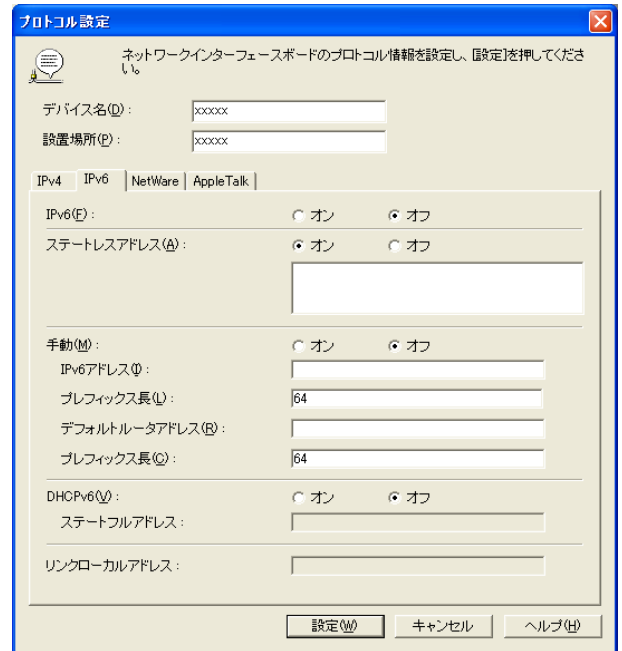 プロトコル設定
ネットワークインターフェースボードのプロトコル情報を設定し、[設定]を押してくださ
い。
デバイス名(D): xxxxx
設置場所(P): xxxxx
IPv4 IPv6 NetWare AppleTalk
IPv6(F): オン オフ
ステートレスアドレス(A): オン オフ
手動(M): オン オフ
IPv6アドレス(I):
プレフィックス長(L): 64
デフォルトルータアドレス(R):
プレフィックス長(C): 64
DHCPv6(V): オン オフ
ステートフルアドレス:
リンクローカルアドレス:
設定(W) キャンセル ヘルプ(H)